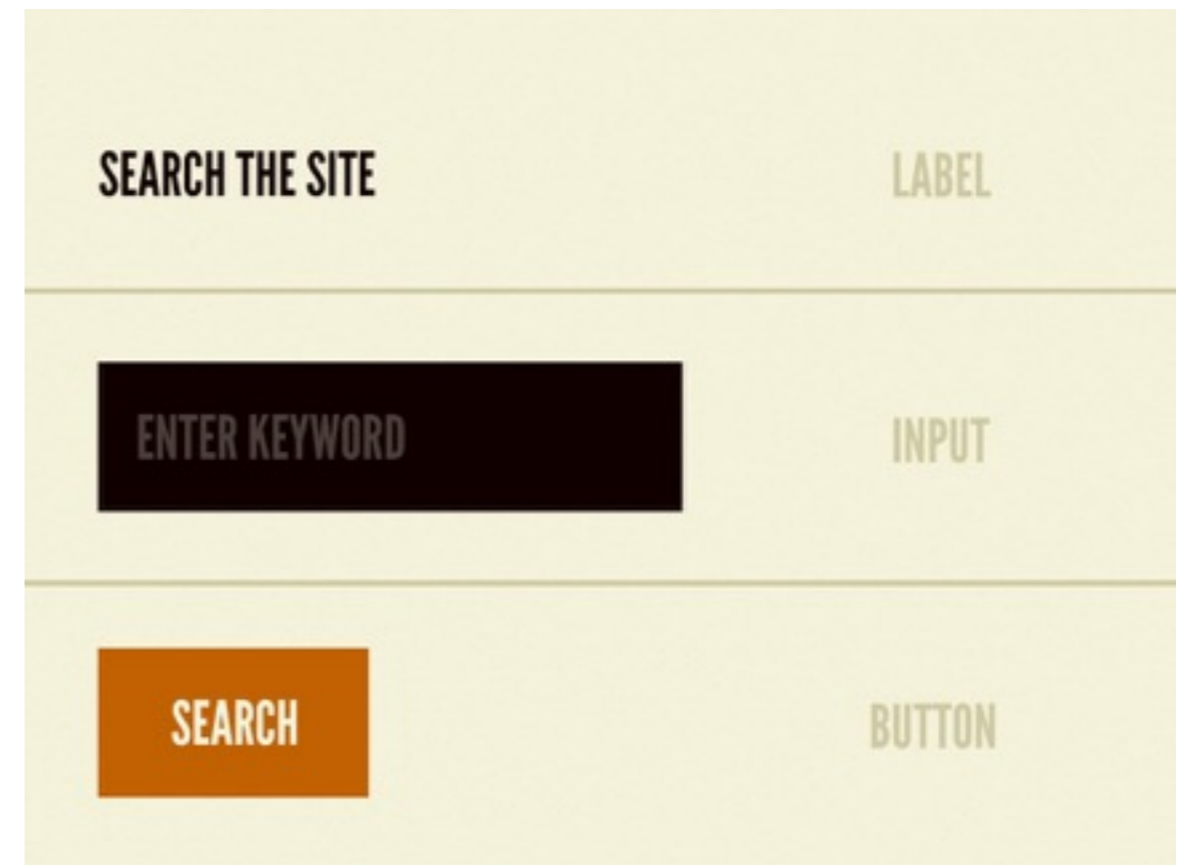 SEARCH THE SITE
LABEL
ENTER KEYWORD
INPUT
SEARCH
BUTTON